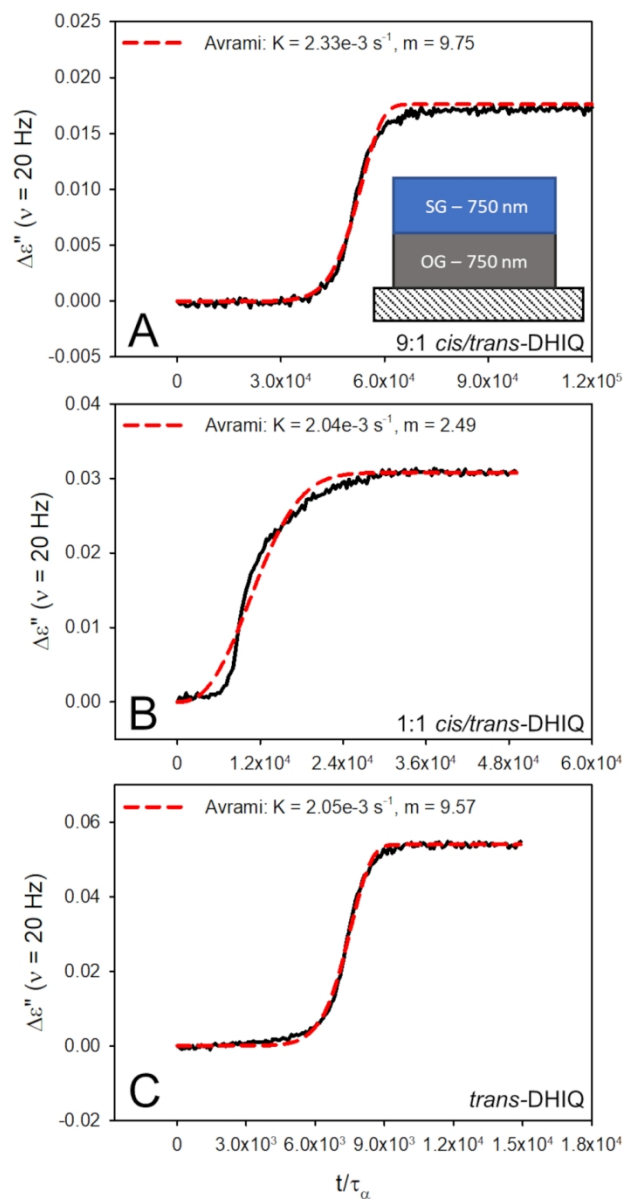 Avrami: K = 2.33e-3 s⁻¹, m = 9.75
0.025
0.020
0.015
0.010
0.005
0.000
-0.005
Δε" (ν = 20 Hz)
SG – 750 nm
OG – 750 nm
A
9:1 cis/trans-DHIQ
0
3.0x10⁴
6.0x10⁴
9.0x10⁴
1.2x10⁵
Avrami: K = 2.04e-3 s⁻¹, m = 2.49
0.04
0.03
0.02
0.01
0.00
Δε" (ν = 20 Hz)
B
1:1 cis/trans-DHIQ
0
1.2x10⁴
2.4x10⁴
3.6x10⁴
4.8x10⁴
6.0x10⁴
Avrami: K = 2.05e-3 s⁻¹, m = 9.57
0.06
0.04
0.02
0.00
-0.02
Δε" (ν = 20 Hz)
C
trans-DHIQ
0
3.0x10³
6.0x10³
9.0x10³
1.2x10⁴
1.5x10⁴
1.8x10⁴
t/τα